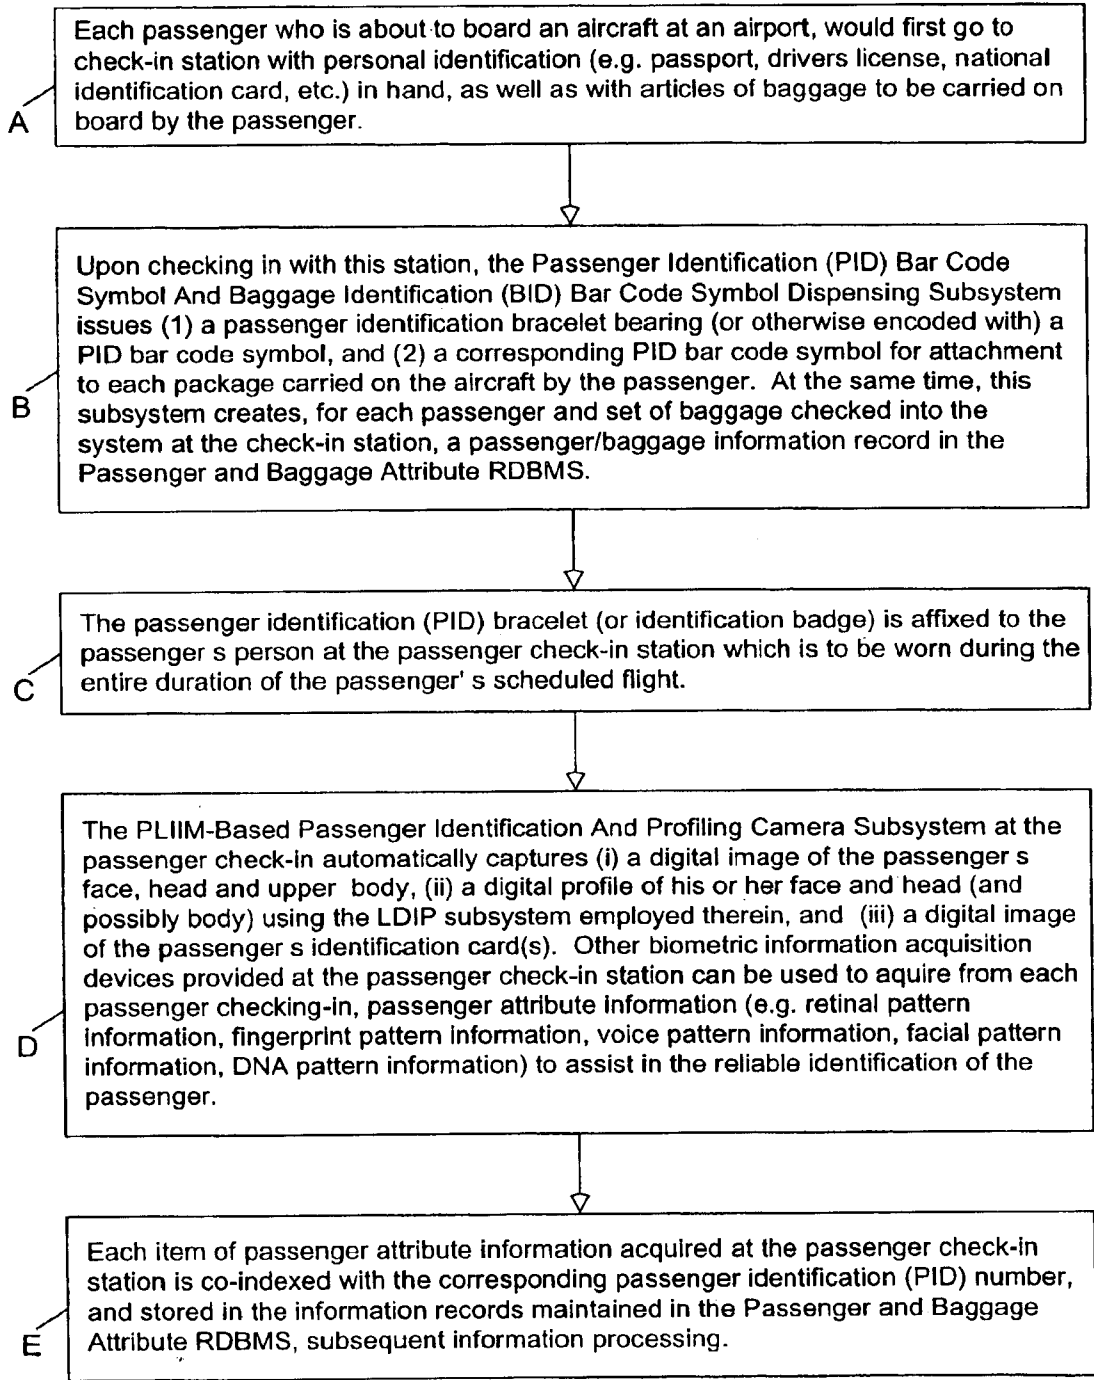 Each passenger who is about to board an aircraft at an airport, would first go to
check-in station with personal identification (e.g. passport, drivers license, national
identification card, etc.) in hand, as well as with articles of baggage to be carried on
board by the passenger.
A
Upon checking in with this station, the Passenger Identification (PID) Bar Code
Symbol And Baggage Identification (BID) Bar Code Symbol Dispensing Subsystem
issues (1) a passenger identification bracelet bearing (or otherwise encoded with) a
PID bar code symbol, and (2) a corresponding PID bar code symbol for attachment
to each package carried on the aircraft by the passenger. At the same time, this
subsystem creates, for each passenger and set of baggage checked into the
system at the check-in station, a passenger/baggage information record in the
Passenger and Baggage Attribute RDBMS.
B
The passenger identification (PID) bracelet (or identification badge) is affixed to the
passenger s person at the passenger check-in station which is to be worn during the
entire duration of the passenger' s scheduled flight.
C
The PLIIM-Based Passenger Identification And Profiling Camera Subsystem at the
passenger check-in automatically captures (i) a digital image of the passenger s
face, head and upper body, (ii) a digital profile of his or her face and head (and
possibly body) using the LDIP subsystem employed therein, and (iii) a digital image
of the passenger s identification card(s). Other biometric information acquisition
devices provided at the passenger check-in station can be used to aquire from each
passenger checking-in, passenger attribute information (e.g. retinal pattern
information, fingerprint pattern information, voice pattern information, facial pattern
information, DNA pattern information) to assist in the reliable identification of the
passenger.
D
Each item of passenger attribute information acquired at the passenger check-in
station is co-indexed with the corresponding passenger identification (PID) number,
and stored in the information records maintained in the Passenger and Baggage
Attribute RDBMS, subsequent information processing.
E